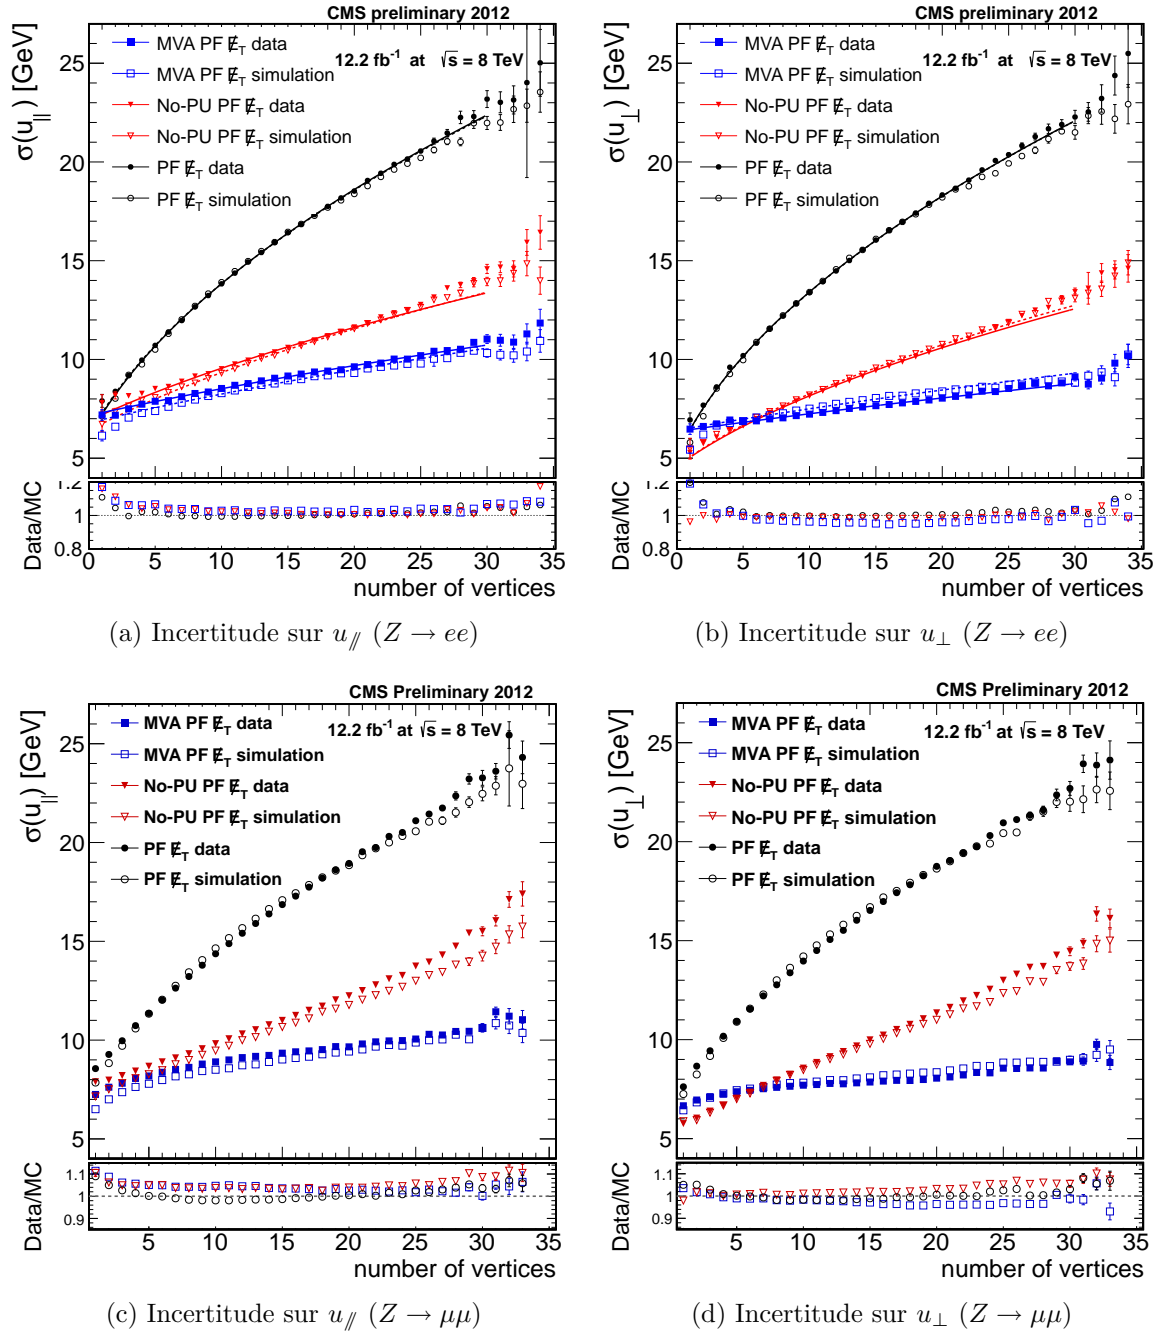 CMS preliminary 2012
σ(u∥) [GeV]
MVA PF E̸T data
MVA PF E̸T simulation
No-PU PF E̸T data
No-PU PF E̸T simulation
PF E̸T data
PF E̸T simulation
12.2 fb⁻¹ at √s = 8 TeV
25
20
15
10
5
Data/MC
1.2
1
0.8
0 5 10 15 20 25 30 35
number of vertices
(a) Incertitude sur u∥ (Z → ee)
CMS preliminary 2012
σ(u⊥) [GeV]
MVA PF E̸T data
MVA PF E̸T simulation
No-PU PF E̸T data
No-PU PF E̸T simulation
PF E̸T data
PF E̸T simulation
12.2 fb⁻¹ at √s = 8 TeV
25
20
15
10
5
Data/MC
1.2
1
0.8
0 5 10 15 20 25 30 35
number of vertices
(b) Incertitude sur u⊥ (Z → ee)
CMS Preliminary 2012
σ(u∥) [GeV]
MVA PF E̸T data
MVA PF E̸T simulation
No-PU PF E̸T data
No-PU PF E̸T simulation
PF E̸T data
PF E̸T simulation
12.2 fb⁻¹ at √s = 8 TeV
25
20
15
10
5
Data/MC
1.1
1
0.9
5 10 15 20 25 30 35
number of vertices
(c) Incertitude sur u∥ (Z → μμ)
CMS Preliminary 2012
σ(u⊥) [GeV]
MVA PF E̸T data
MVA PF E̸T simulation
No-PU PF E̸T data
No-PU PF E̸T simulation
PF E̸T data
PF E̸T simulation
12.2 fb⁻¹ at √s = 8 TeV
25
20
15
10
5
Data/MC
1.1
1
0.9
5 10 15 20 25 30 35
number of vertices
(d) Incertitude sur u⊥ (Z → μμ)